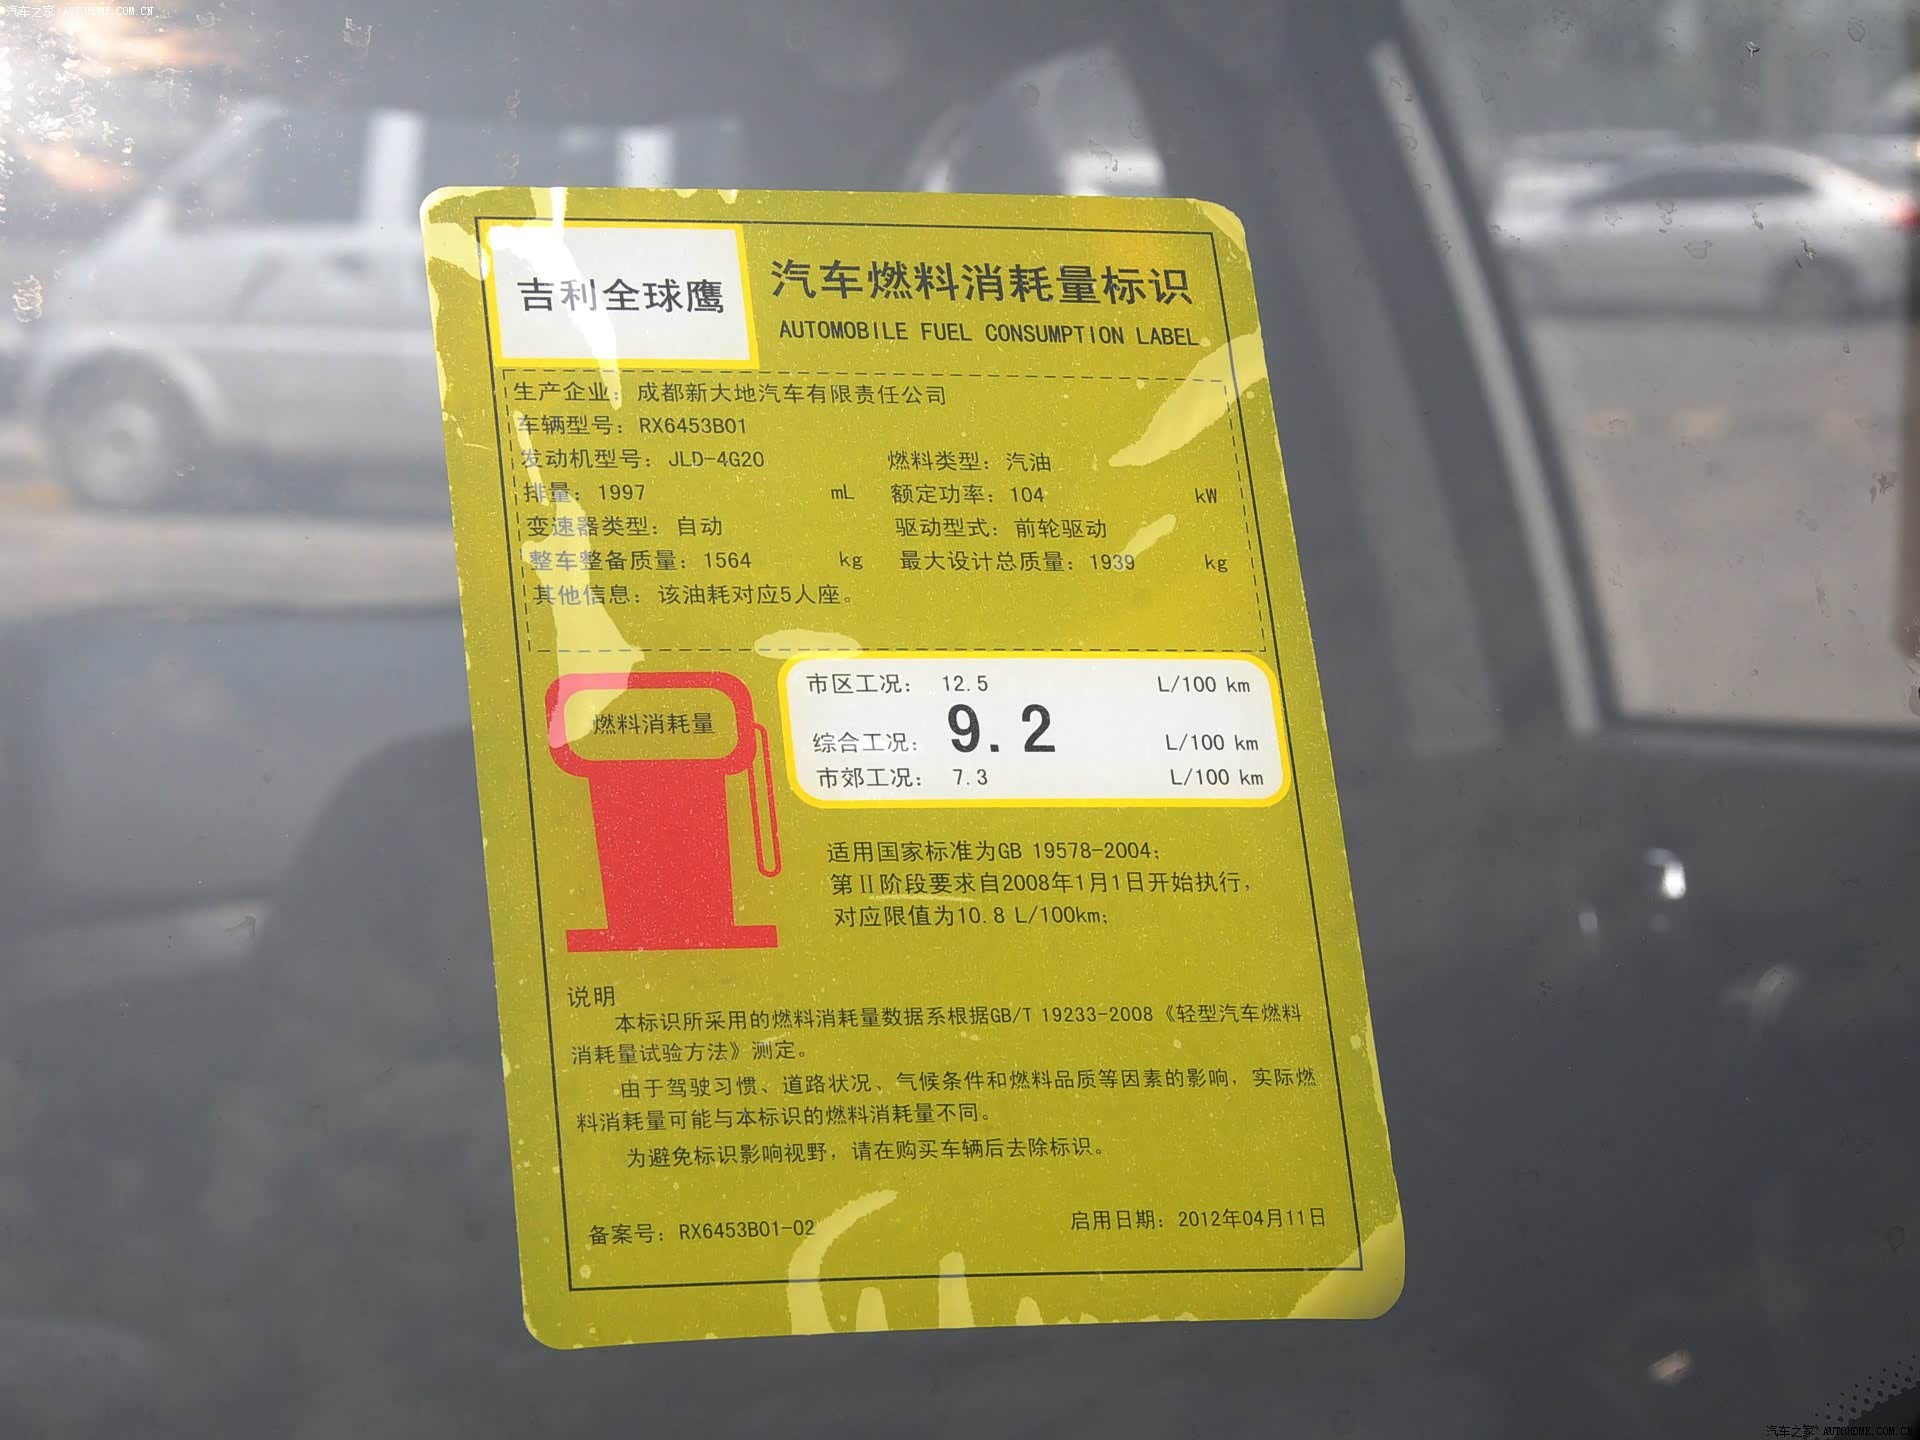 汽车之家 AUTOHOME.COM.CN
吉利全球鹰
汽车燃料消耗量标识
AUTOMOBILE FUEL CONSUMPTION LABEL
生产企业：成都新大地汽车有限责任公司
车辆型号：RX6453B01
发动机型号：JLD-4G20 燃料类型：汽油
排量：1997 mL 额定功率：104 kW
变速器类型：自动 驱动型式：前轮驱动
整车整备质量：1564 kg 最大设计总质量：1939 kg
其他信息：该油耗对应5人座。
燃料消耗量
市区工况： 12.5 L/100 km
综合工况： 9.2 L/100 km
市郊工况： 7.3 L/100 km
适用国家标准为GB 19578-2004；
第Ⅱ阶段要求自2008年1月1日开始执行，
对应限值为10.8 L/100km；
说明
本标识所采用的燃料消耗量数据系根据GB/T 19233-2008《轻型汽车燃料
消耗量试验方法》测定。
由于驾驶习惯、道路状况、气候条件和燃料品质等因素的影响，实际燃
料消耗量可能与本标识的燃料消耗量不同。
为避免标识影响视野，请在购买车辆后去除标识。
备案号：RX6453B01-02 启用日期：2012年04月11日
汽车之家 AUTOHOME.COM.CN